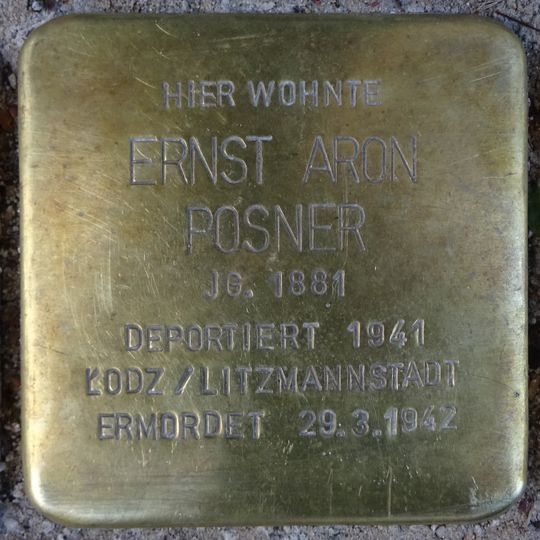 HIER WOHNTE
ERNST ARON
POSNER
JG. 1881
DEPORTIERT 1941
ŁODZ / LITZMANNSTADT
ERMORDET 29.3.1942